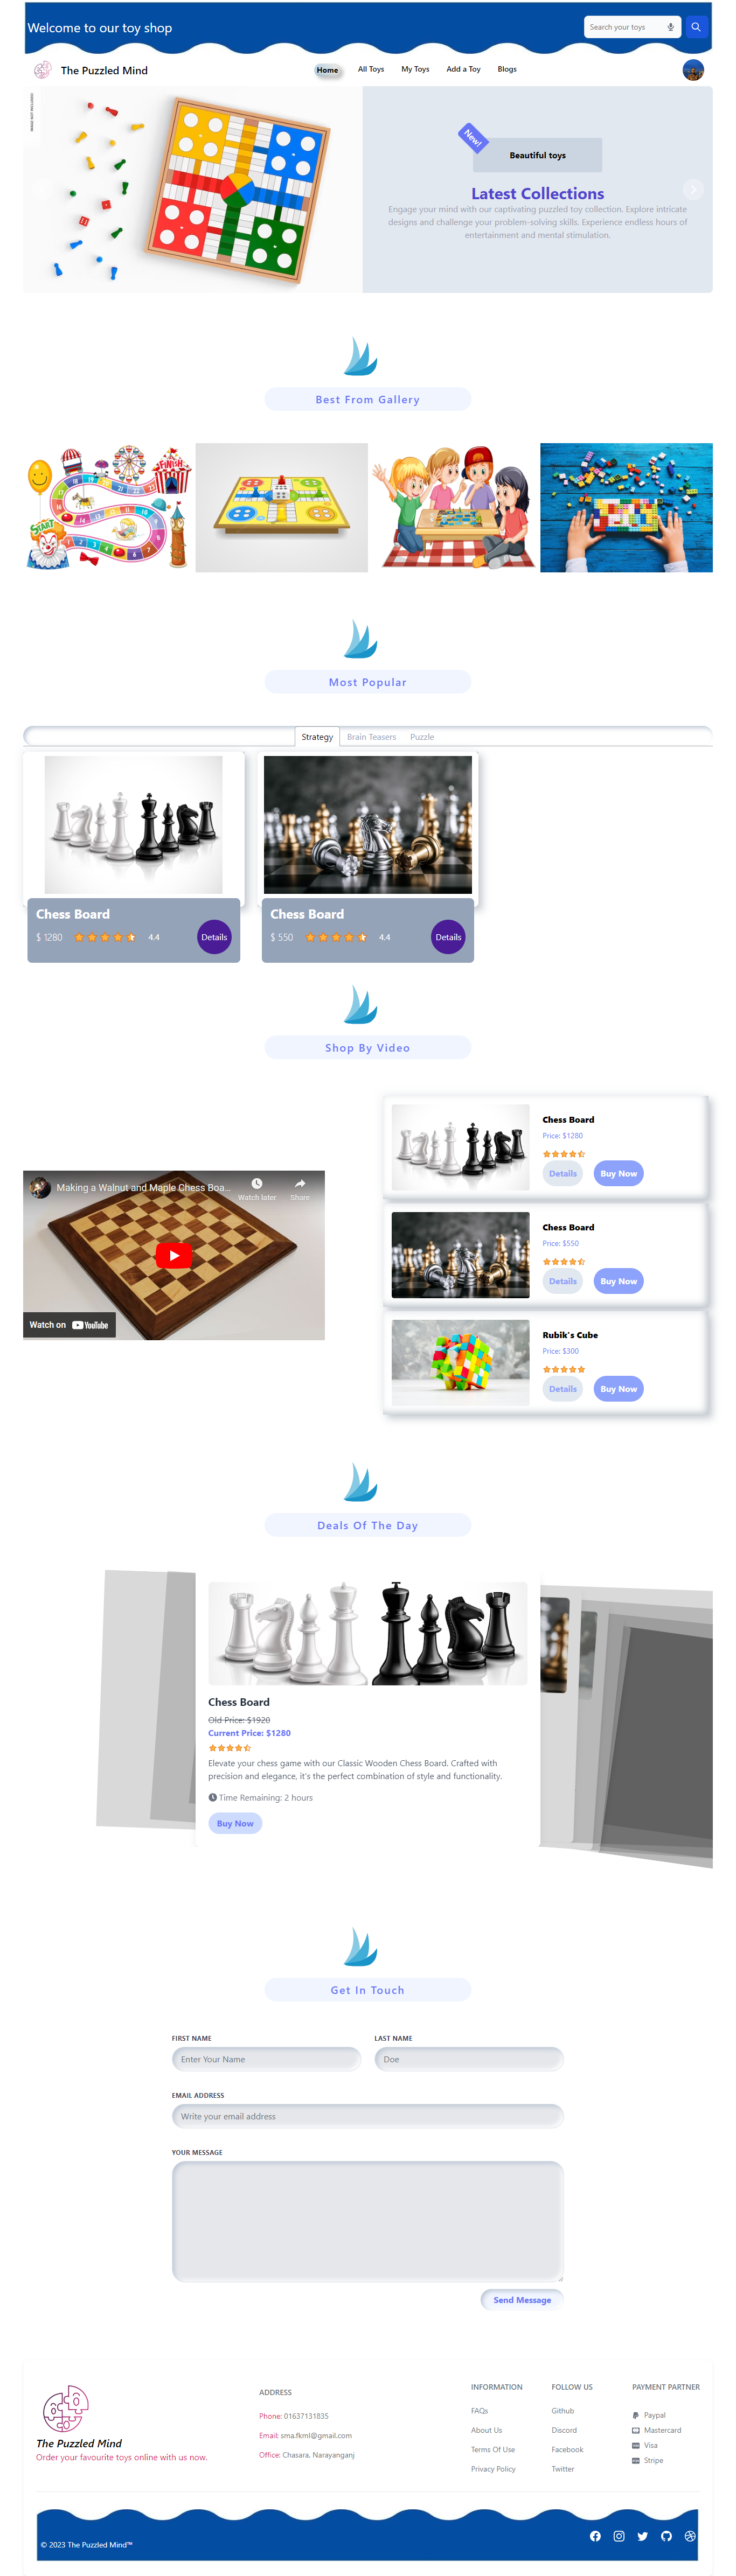 Welcome to our toy shop
Search your toys
The Puzzled Mind
Home
All Toys
My Toys
Add a Toy
Blogs
New!
Beautiful toys
Latest Collections
Engage your mind with our captivating puzzled toy collection. Explore intricate
designs and challenge your problem-solving skills. Experience endless hours of
entertainment and mental stimulation.
Best From Gallery
START
FINISH
Most Popular
Strategy
Brain Teasers
Puzzle
Chess Board
$ 1280
4.4
Details
Chess Board
$ 550
4.4
Details
Shop By Video
Making a Walnut and Maple Chess Boa...
Watch later
Share
Watch on YouTube
Chess Board
Price: $1280
Details
Buy Now
Chess Board
Price: $550
Details
Buy Now
Rubik's Cube
Price: $300
Details
Buy Now
Deals Of The Day
Chess Board
Old Price: $1920
Current Price: $1280
Elevate your chess game with our Classic Wooden Chess Board. Crafted with
precision and elegance, it's the perfect combination of style and functionality.
Time Remaining: 2 hours
Buy Now
Get In Touch
FIRST NAME
LAST NAME
Enter Your Name
Doe
EMAIL ADDRESS
Write your email address
YOUR MESSAGE
Send Message
The Puzzled Mind
Order your favourite toys online with us now.
ADDRESS
Phone: 01637131835
Email: sma.fkml@gmail.com
Office: Chasara, Narayanganj
INFORMATION
FAQs
About Us
Terms Of Use
Privacy Policy
FOLLOW US
Github
Discord
Facebook
Twitter
PAYMENT PARTNER
Paypal
Mastercard
Visa
Stripe
© 2023 The Puzzled Mind™